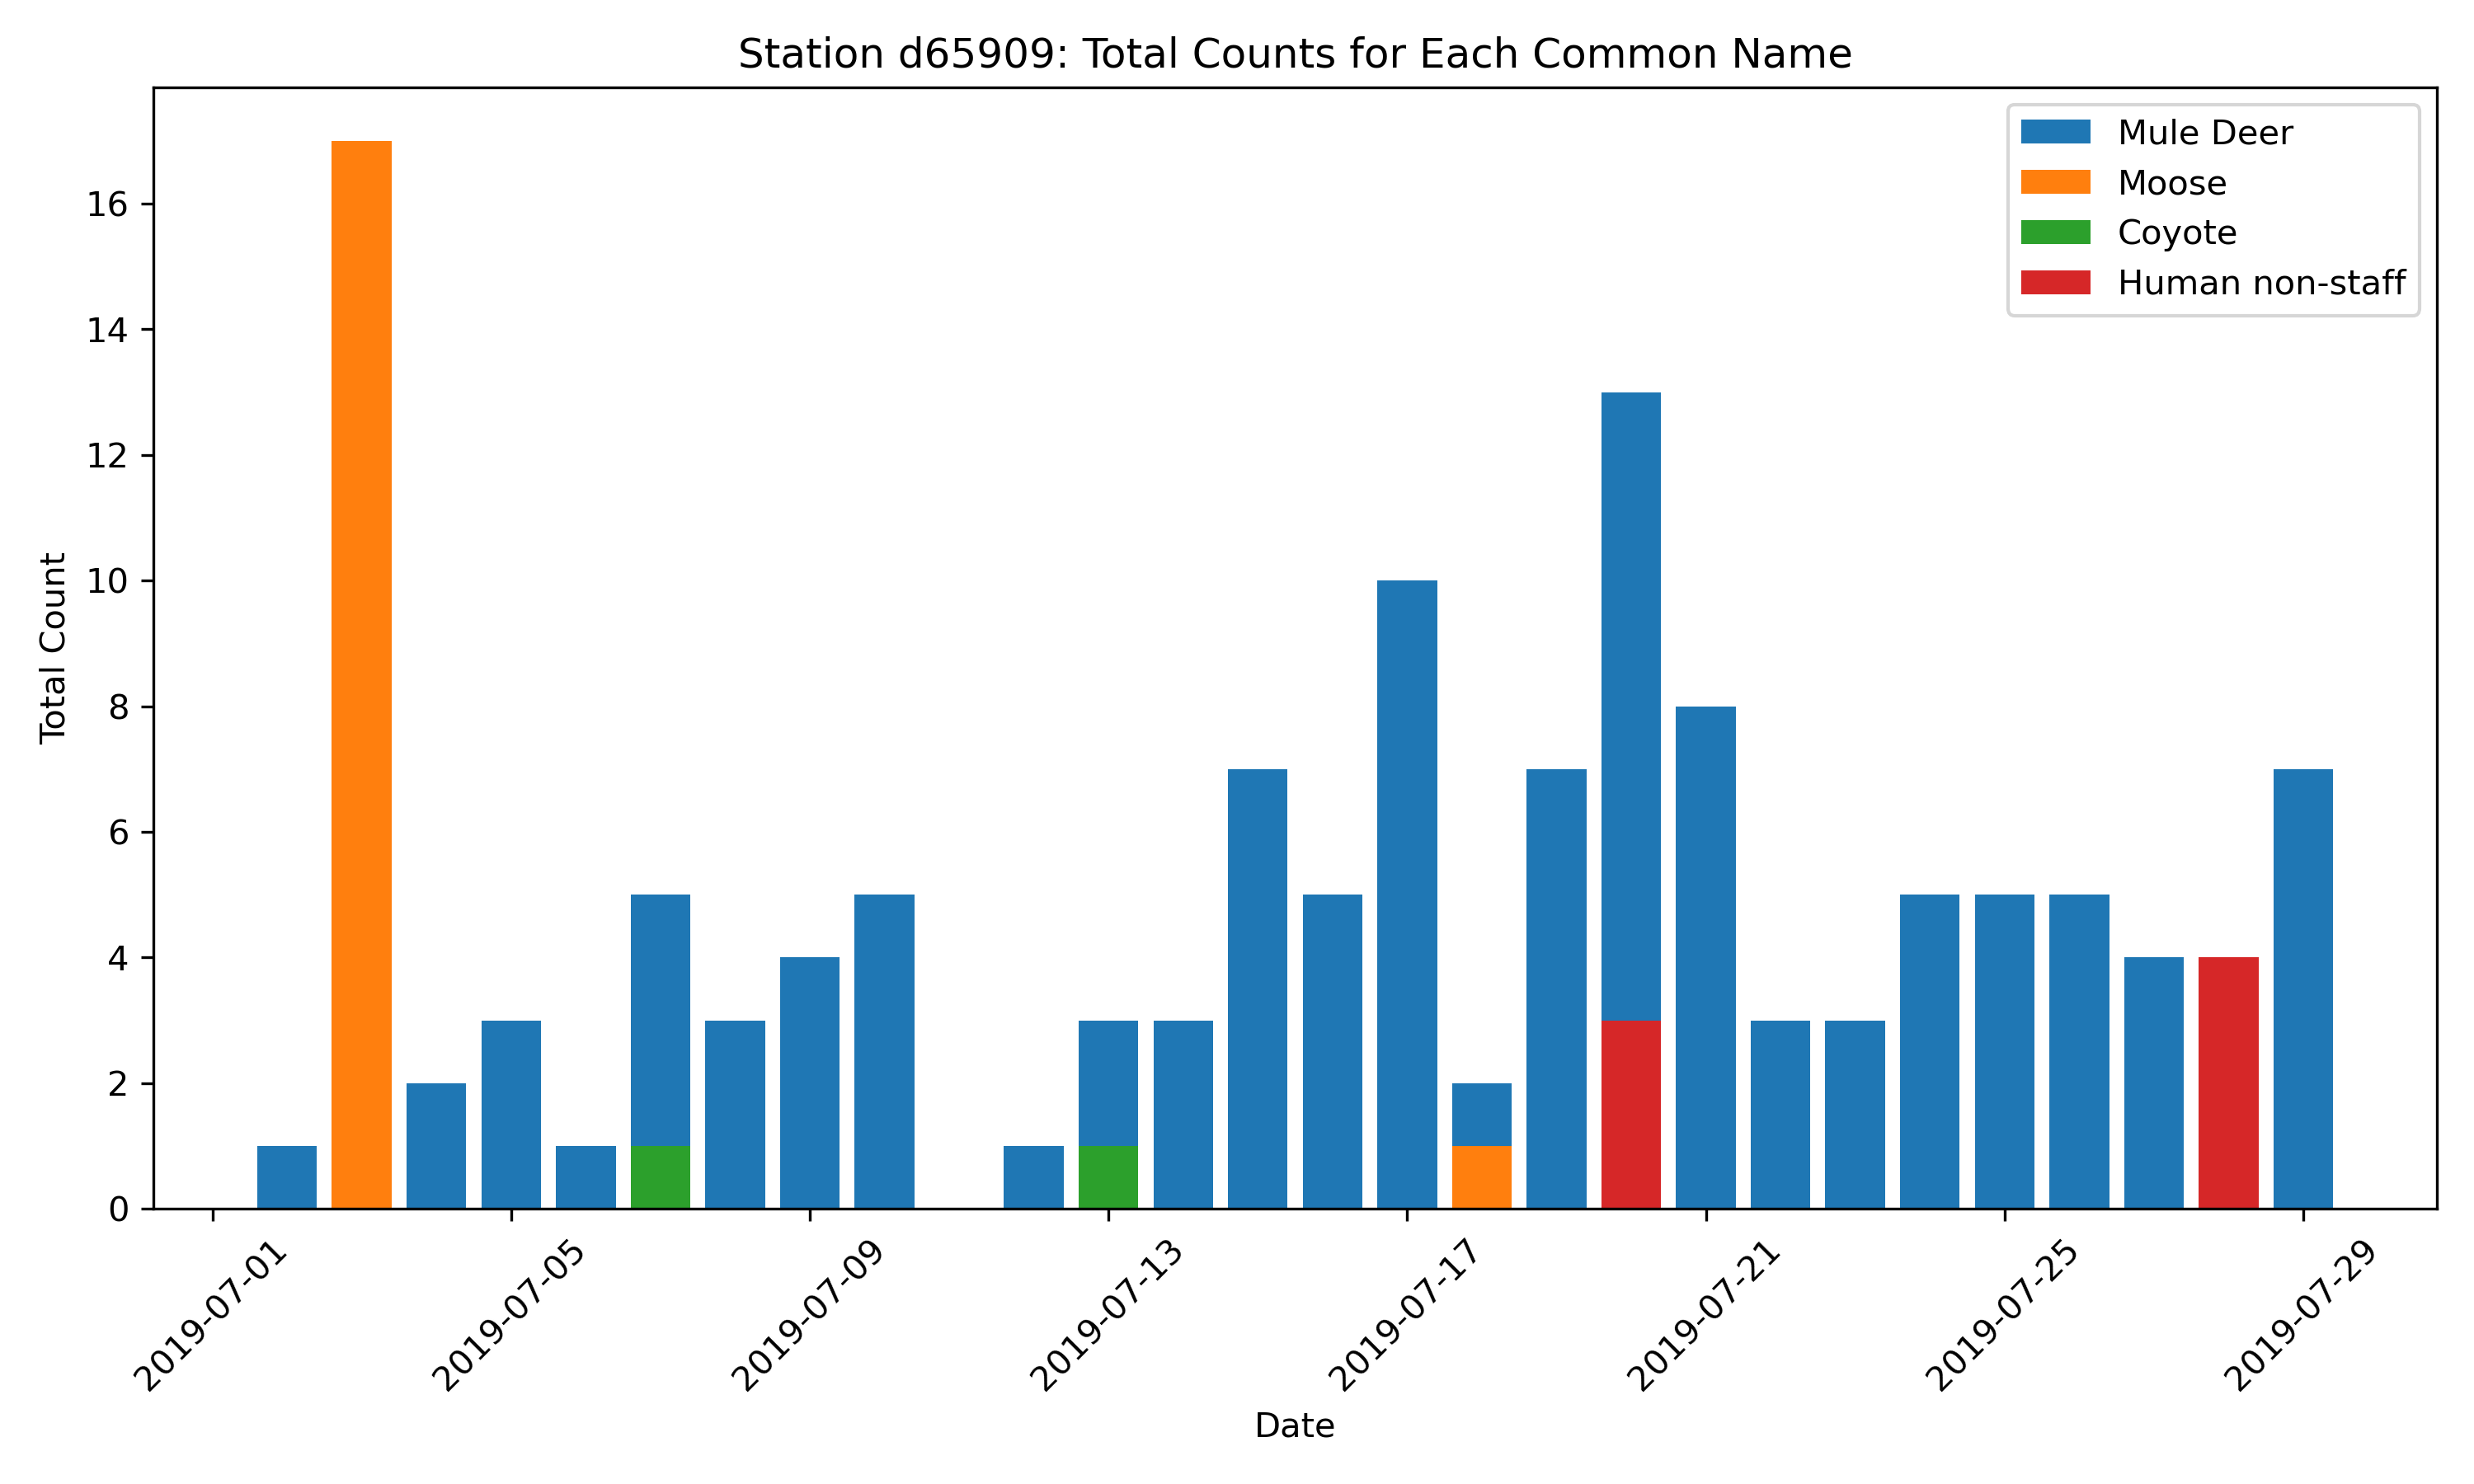 Station d65909: Total Counts for Each Common Name
Mule Deer
Moose
Coyote
Human non-staff
Total Count
16
14
12
10
8
6
4
2
0
2019-07-01
2019-07-05
2019-07-09
2019-07-13
2019-07-17
2019-07-21
2019-07-25
2019-07-29
Date